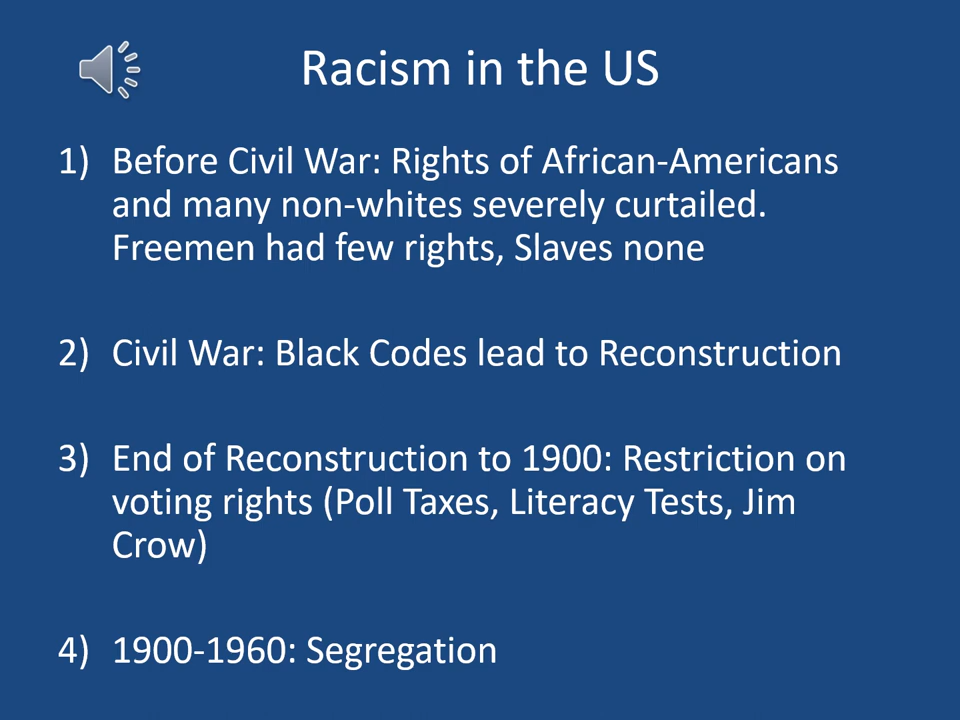 Racism in the US
1) Before Civil War: Rights of African-Americans
and many non-whites severely curtailed.
Freemen had few rights, Slaves none
2) Civil War: Black Codes lead to Reconstruction
3) End of Reconstruction to 1900: Restriction on
voting rights (Poll Taxes, Literacy Tests, Jim
Crow)
4) 1900-1960: Segregation